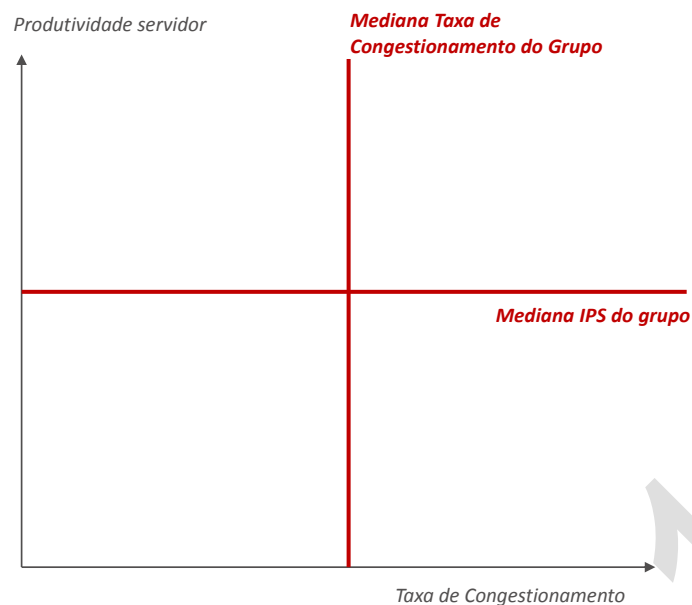 Produtividade servidor
Mediana Taxa de
Congestionamento do Grupo
Mediana IPS do grupo
Taxa de Congestionamento